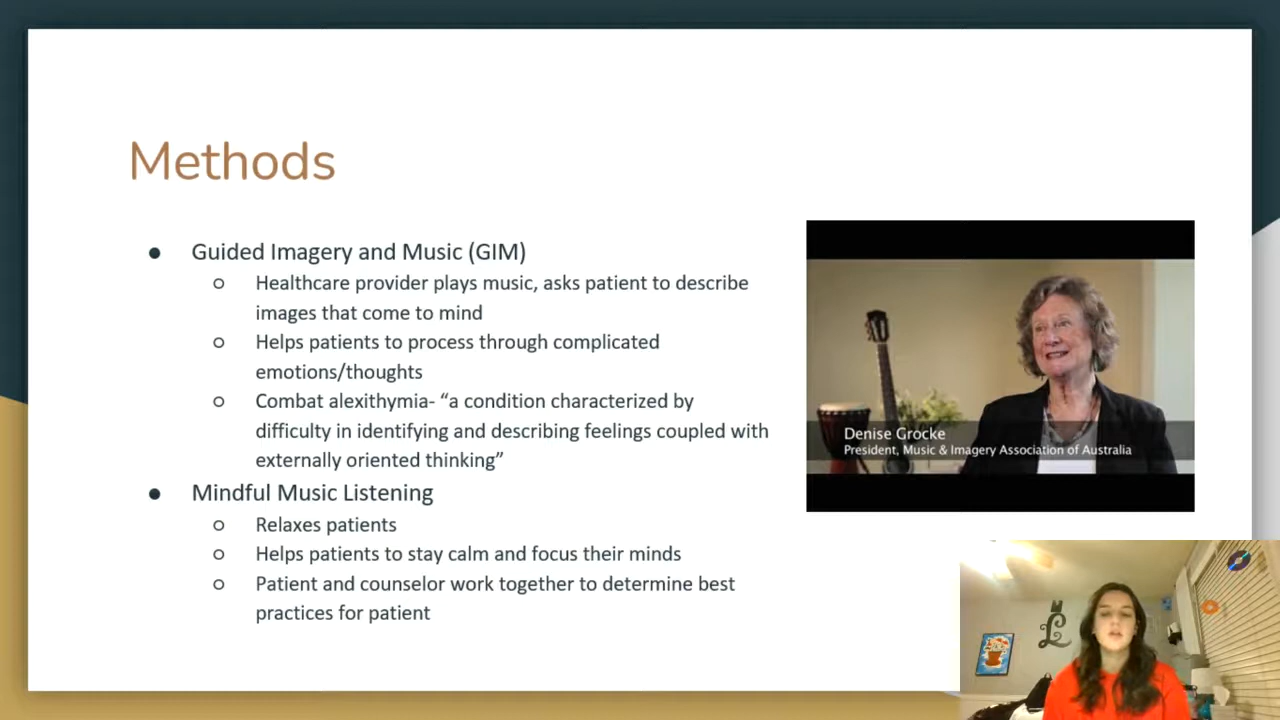 Methods
● Guided Imagery and Music (GIM)
○ Healthcare provider plays music, asks patient to describe
images that come to mind
○ Helps patients to process through complicated
emotions/thoughts
○ Combat alexithymia- “a condition characterized by
difficulty in identifying and describing feelings coupled with
externally oriented thinking”
● Mindful Music Listening
○ Relaxes patients
○ Helps patients to stay calm and focus their minds
○ Patient and counselor work together to determine best
practices for patient
Denise Grocke
President, Music & Imagery Association of Australia
L